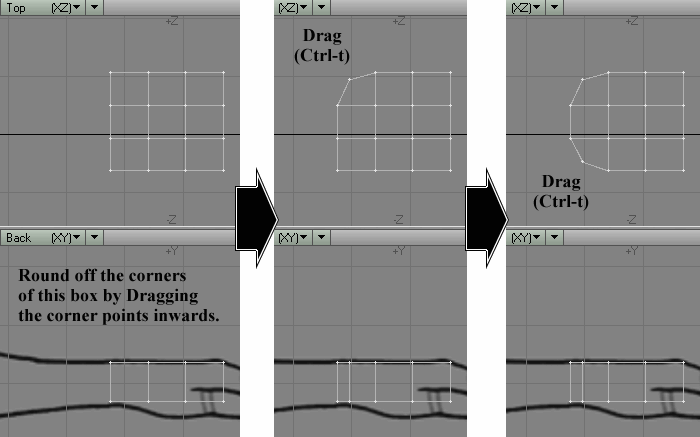 Top (XZ)
+Z
-Z
Back (XY)
+Y
Round off the corners
of this box by Dragging
the corner points inwards.
(XZ)
+Z
Drag
(Ctrl-t)
-Z
(XY)
+Y
(XZ)
+Z
Drag
(Ctrl-t)
-Z
(XY)
+Y